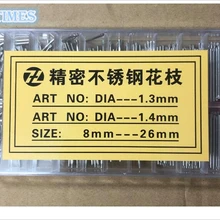 TIMES
精密不锈钢花枝
ART NO: DIA---1.3mm
ART NO: DIA---1.4mm
SIZE: 8mm---26mm